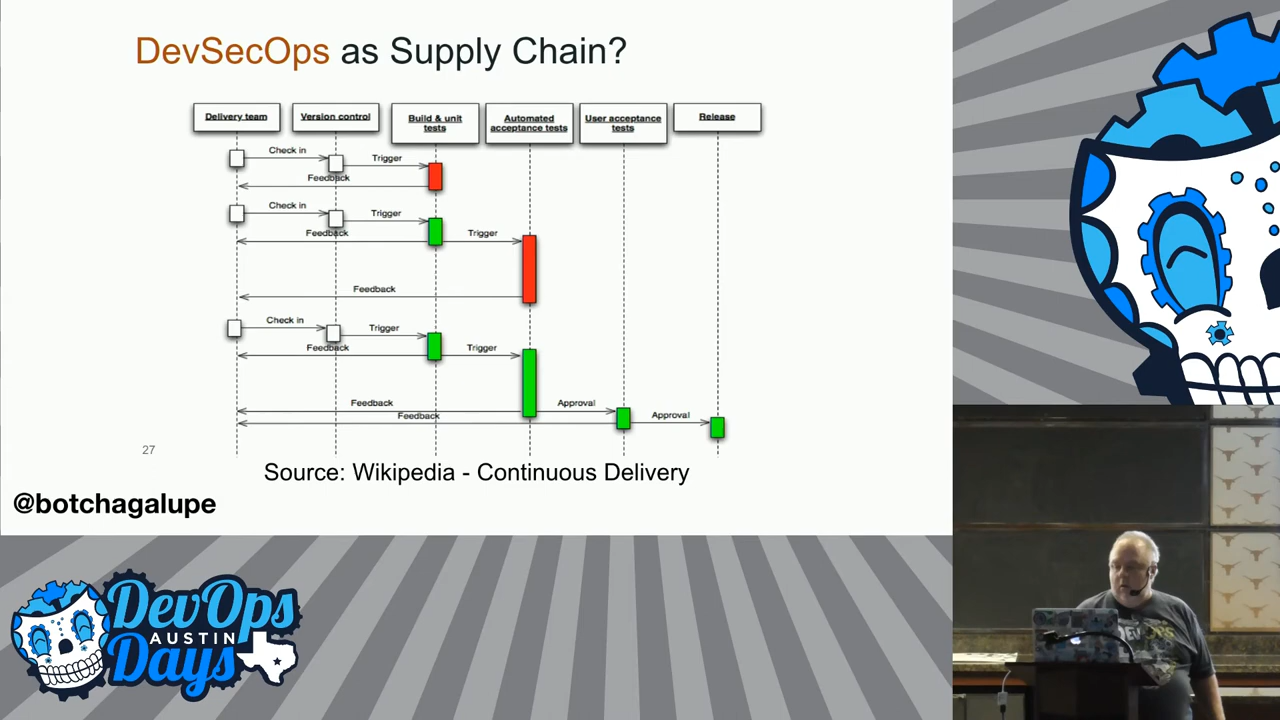 DevSecOps as Supply Chain?
Delivery team
Version control
Build & unit
tests
Automated
acceptance tests
User acceptance
tests
Release
Check in
Trigger
Feedback
Check in
Trigger
Feedback
Trigger
Feedback
Check in
Trigger
Feedback
Trigger
Feedback
Approval
Feedback
Approval
27
Source: Wikipedia - Continuous Delivery
@botchagalupe
DevOps
AUSTIN
Days
DEVOPS